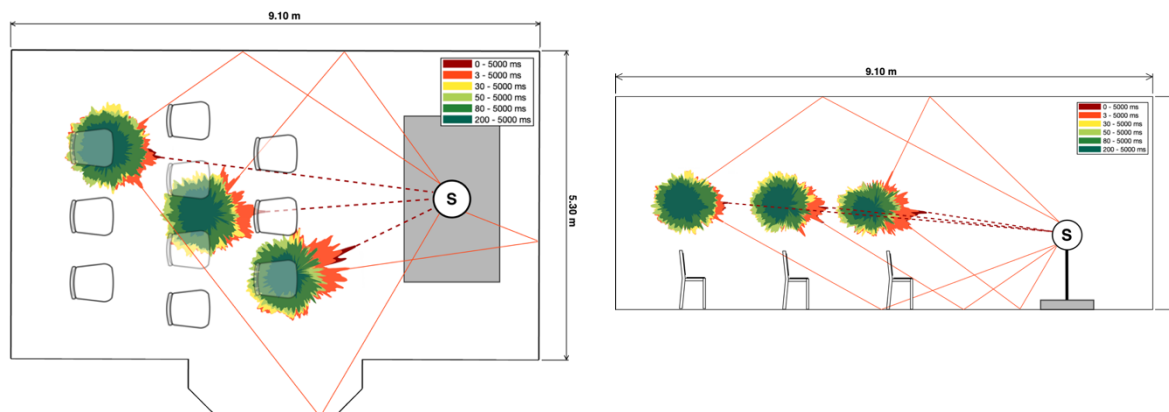 9.10 m
0 - 5000 ms
3 - 5000 ms
30 - 5000 ms
50 - 5000 ms
80 - 5000 ms
200 - 5000 ms
S
5.30 m
9.10 m
0 - 5000 ms
3 - 5000 ms
30 - 5000 ms
50 - 5000 ms
80 - 5000 ms
200 - 5000 ms
S